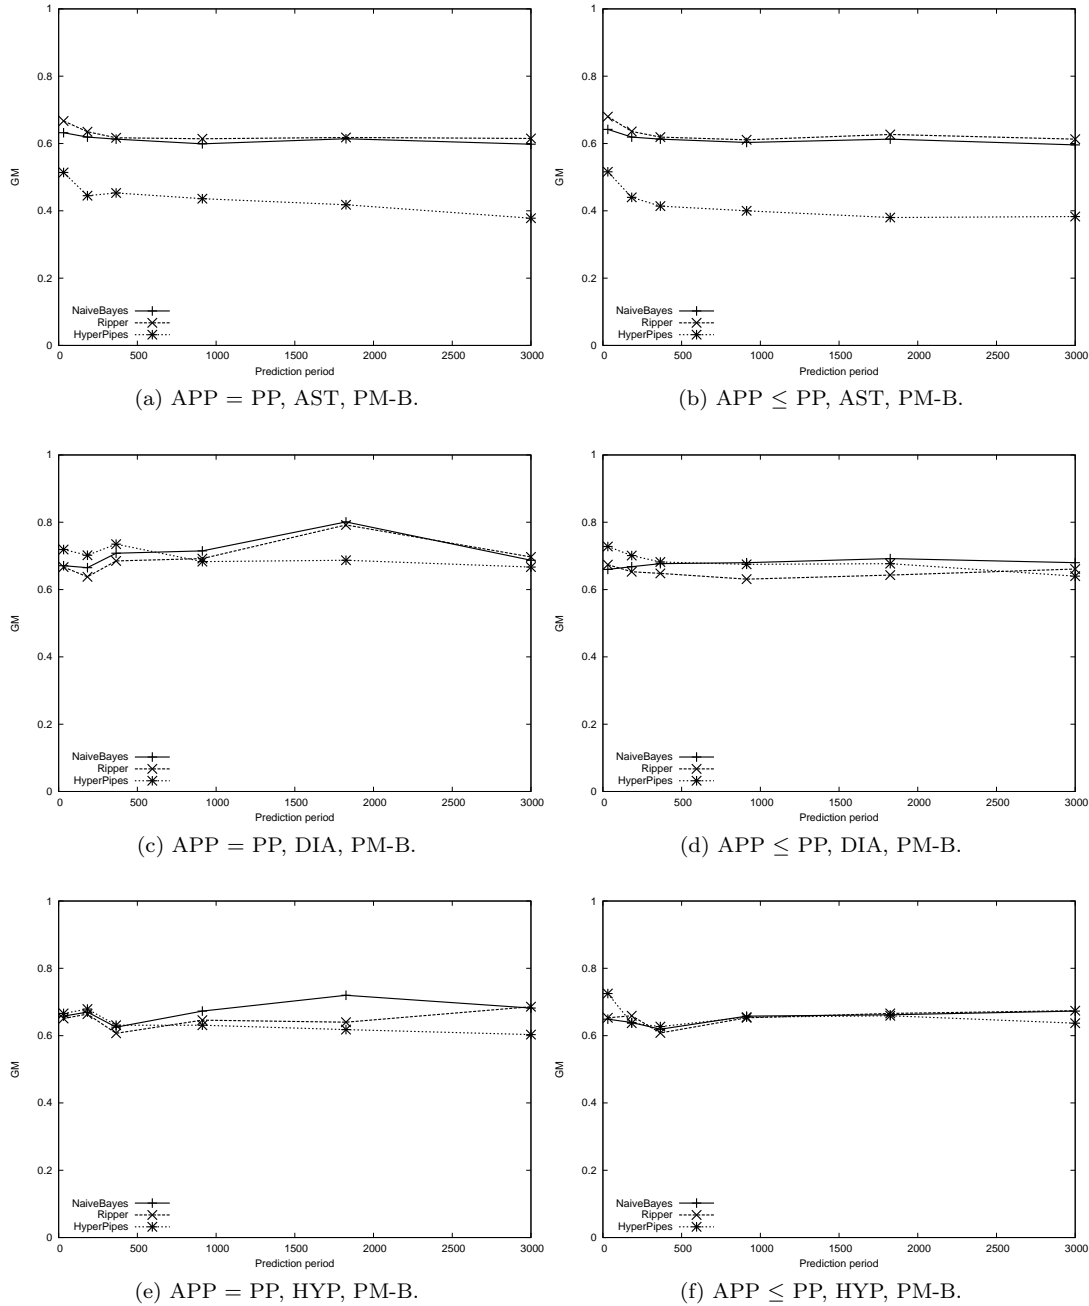 1
1
0.8
0.8
0.6
0.6
GM
GM
0.4
0.4
0.2
0.2
NaiveBayes
NaiveBayes
Ripper
Ripper
HyperPipes
HyperPipes
0
0
0 500 1000 1500 2000 2500 3000
0 500 1000 1500 2000 2500 3000
Prediction period
Prediction period
(a) APP = PP, AST, PM-B.
(b) APP ≤ PP, AST, PM-B.
1
1
0.8
0.8
0.6
0.6
GM
GM
0.4
0.4
0.2
0.2
NaiveBayes
NaiveBayes
Ripper
Ripper
HyperPipes
HyperPipes
0
0
0 500 1000 1500 2000 2500 3000
0 500 1000 1500 2000 2500 3000
Prediction period
Prediction period
(c) APP = PP, DIA, PM-B.
(d) APP ≤ PP, DIA, PM-B.
1
1
0.8
0.8
0.6
0.6
GM
GM
0.4
0.4
0.2
0.2
NaiveBayes
NaiveBayes
Ripper
Ripper
HyperPipes
HyperPipes
0
0
0 500 1000 1500 2000 2500 3000
0 500 1000 1500 2000 2500 3000
Prediction period
Prediction period
(e) APP = PP, HYP, PM-B.
(f) APP ≤ PP, HYP, PM-B.